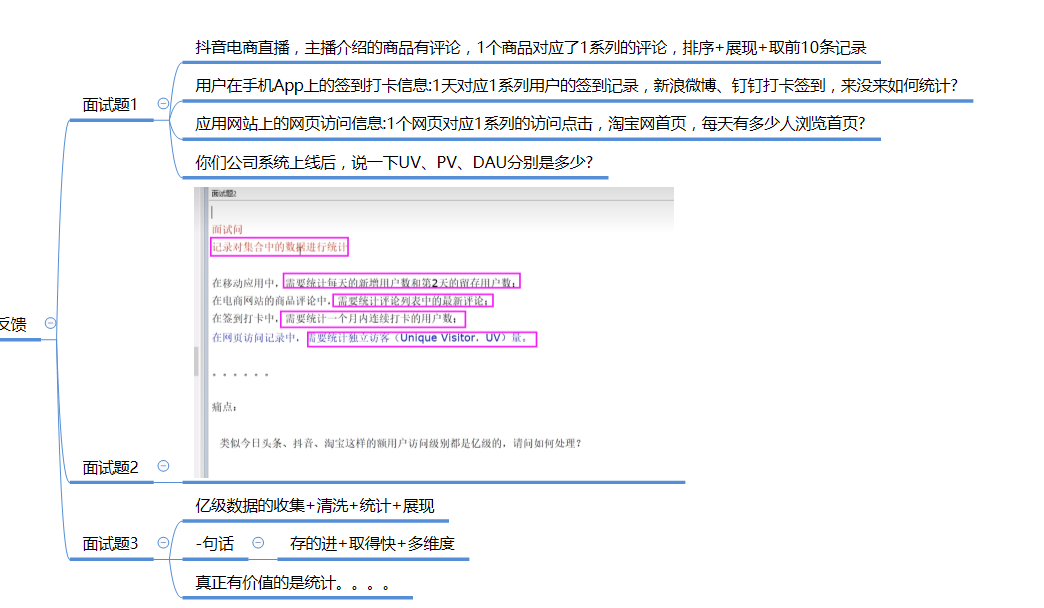 抖音电商直播，主播介绍的商品有评论，1个商品对应了1系列的评论，排序+展现+取前10条记录
用户在手机App上的签到打卡信息:1天对应1系列用户的签到记录，新浪微博、钉钉打卡签到，来没来如何统计?
面试题1
应用网站上的网页访问信息:1个网页对应1系列的访问点击，淘宝网首页，每天有多少人浏览首页?
你们公司系统上线后，说一下UV、PV、DAU分别是多少?
面试题2
面试问
记录对集合中的数据进行统计
在移动应用中，需要统计每天的新增用户数和第2天的留存用户数；
在电商网站的商品评论中，需要统计评论列表中的最新评论；
在签到打卡中，需要统计一个月内连续打卡的用户数；
在网页访问记录中，需要统计独立访客（Unique Visitor，UV）量。
。。。。。。
痛点：
类似今日头条、抖音、淘宝这样的额用户访问级别都是亿级的，请问如何处理?
反馈
面试题2
亿级数据的收集+清洗+统计+展现
面试题3
-句话
存的进+取得快+多维度
真正有价值的是统计。。。。